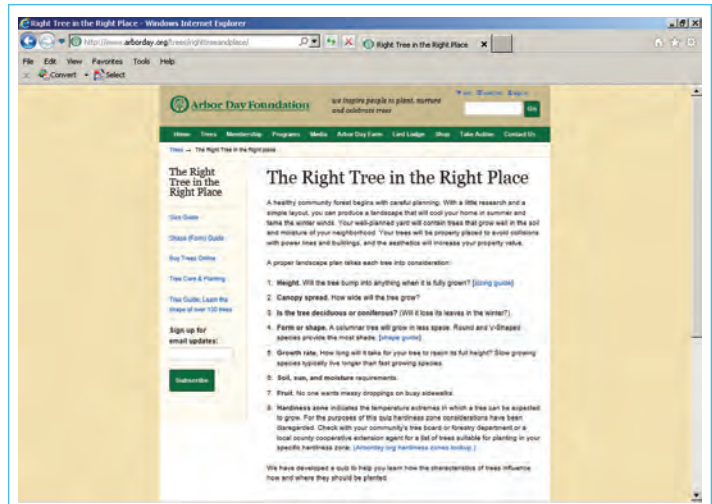 Right Tree in the Right Place - Windows Internet Explorer
http://www.arborday.org/trees/righttreeandplace/
Right Tree in the Right Place
File Edit View Favorites Tools Help
Convert Select
Arbor Day Foundation
we inspire people to plant, nurture
and celebrate trees
Go
Home Trees Membership Programs Media Arbor Day Farm Lied Lodge Shop Take Action Contact Us
Trees → The Right Tree in the Right place
The Right
Tree in the
Right Place
Size Guide
Shape (Form) Guide
Buy Trees Online
Tree Care & Planting
Tree Guide: Learn the
shape of over 100 trees
Sign up for
email updates:
Subscribe
The Right Tree in the Right Place
A healthy community forest begins with careful planning. With a little research and a
simple layout, you can produce a landscape that will cool your home in summer and
tame the winter winds. Your well-planned yard will contain trees that grow well in the soil
and moisture of your neighborhood. Your trees will be properly placed to avoid collisions
with power lines and buildings, and the aesthetics will increase your property value.
A proper landscape plan takes each tree into consideration:
1. Height. Will the tree bump into anything when it is fully grown? [sizing guide]
2. Canopy spread. How wide will the tree grow?
3. Is the tree deciduous or coniferous? (Will it lose its leaves in the winter?)
4. Form or shape. A columnar tree will grow in less space. Round and V-Shaped
species provide the most shade. [shape guide]
5. Growth rate. How long will it take for your tree to reach its full height? Slow growing
species typically live longer than fast growing species.
6. Soil, sun, and moisture requirements.
7. Fruit. No one wants messy droppings on busy sidewalks.
8. Hardiness zone indicates the temperature extremes in which a tree can be expected
to grow. For the purposes of this quiz hardiness zone considerations have been
disregarded. Check with your community's tree board or forestry department or a
local county cooperative extension agent for a list of trees suitable for planting in your
specific hardiness zone. (Arborday.org hardiness zones lookup.)
We have developed a quiz to help you learn how the characteristics of trees influence
how and where they should be planted.